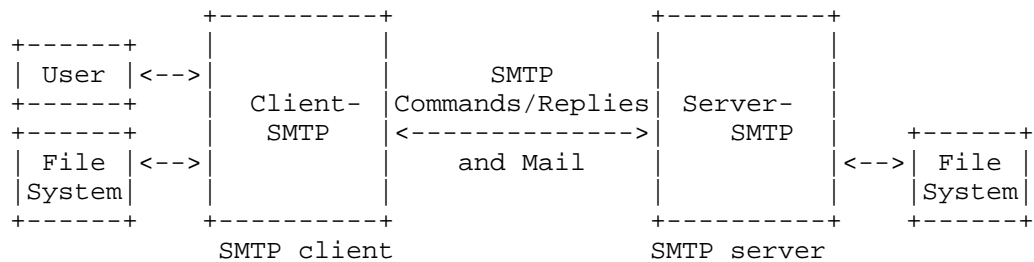 User
SMTP
Client-
Commands/Replies
Server-
SMTP
SMTP
File
and Mail
File
System
System
SMTP client
SMTP server